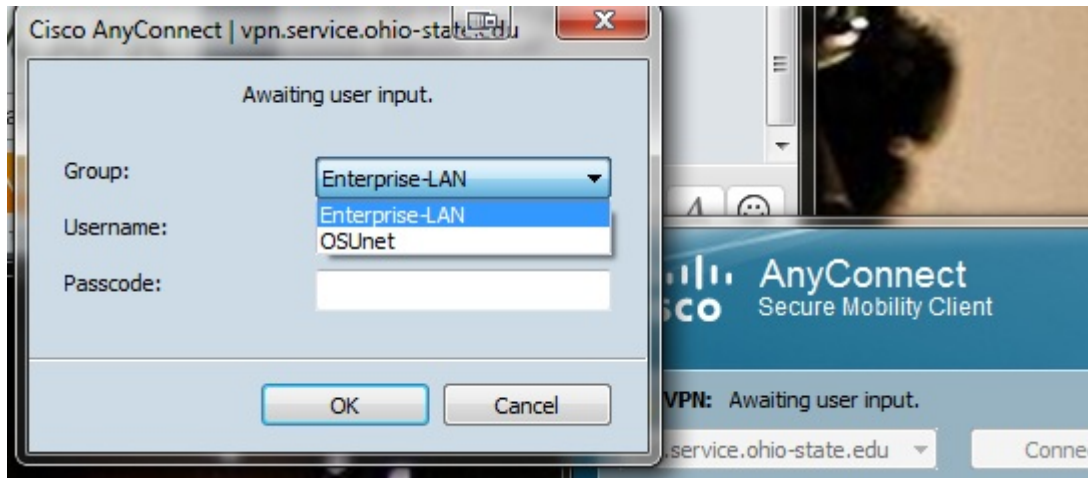 Cisco AnyConnect | vpn.service.ohio-state.edu
Awaiting user input.
Group:
Enterprise-LAN
Enterprise-LAN
OSUnet
Username:
Passcode:
OK
Cancel
AnyConnect
Secure Mobility Client
VPN: Awaiting user input.
.service.ohio-state.edu
Conne